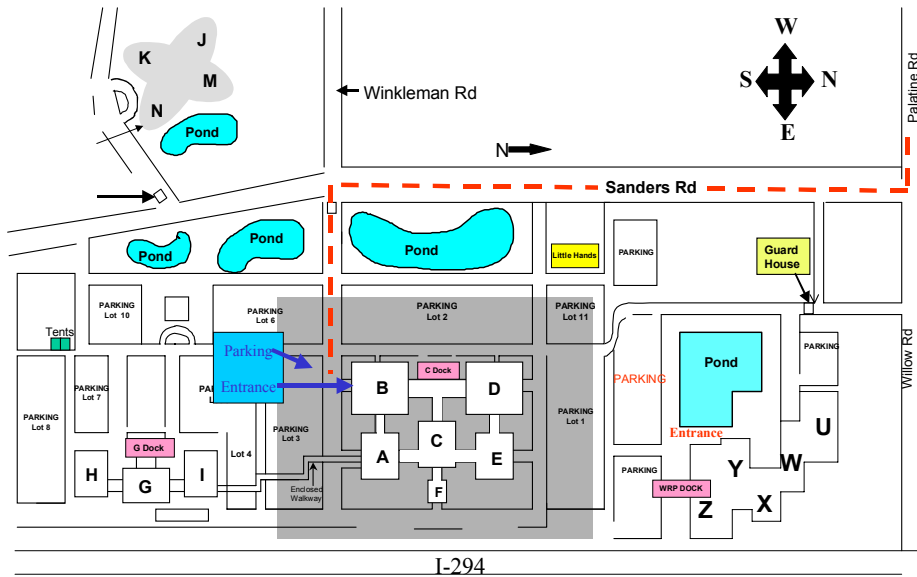 W
S N
E
Palatine Rd
J
K
M
N
Pond
Winkleman Rd
N
Sanders Rd
Pond
Pond
Pond
Little Hands
PARKING
Guard
House
PARKING
Lot 10
PARKING
Lot 6
PARKING
Lot 2
PARKING
Lot 11
Tents
Parking
Entrance
PARKING
Lot 8
PARKING
Lot 7
PARKING
Lot 3
Lot 4
B
C Dock
D
C
A
E
F
PARKING
Lot 1
PARKING
Pond
Entrance
PARKING
Willow Rd
G Dock
H
G
I
Enclosed
Walkway
PARKING
WRP DOCK
Y
W
U
Z
X
I-294